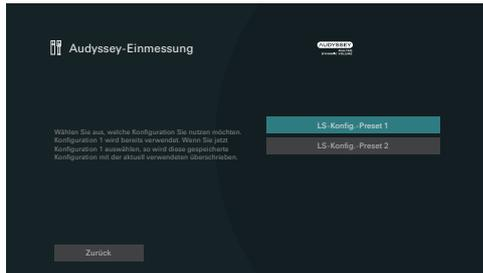 Audyssey-Einmessung
AUDYSSEY
LS-Konfig.-Preset 1
LS-Konfig.-Preset 2
Wählen Sie aus, welche Konfiguration Sie nutzen möchten.
Konfiguration 1 wird bereits verwendet. Wenn Sie jetzt
Konfiguration 1 auswählen, so wird diese gespeicherte
Konfiguration mit der aktuell verwendeten überschrieben.
Zurück